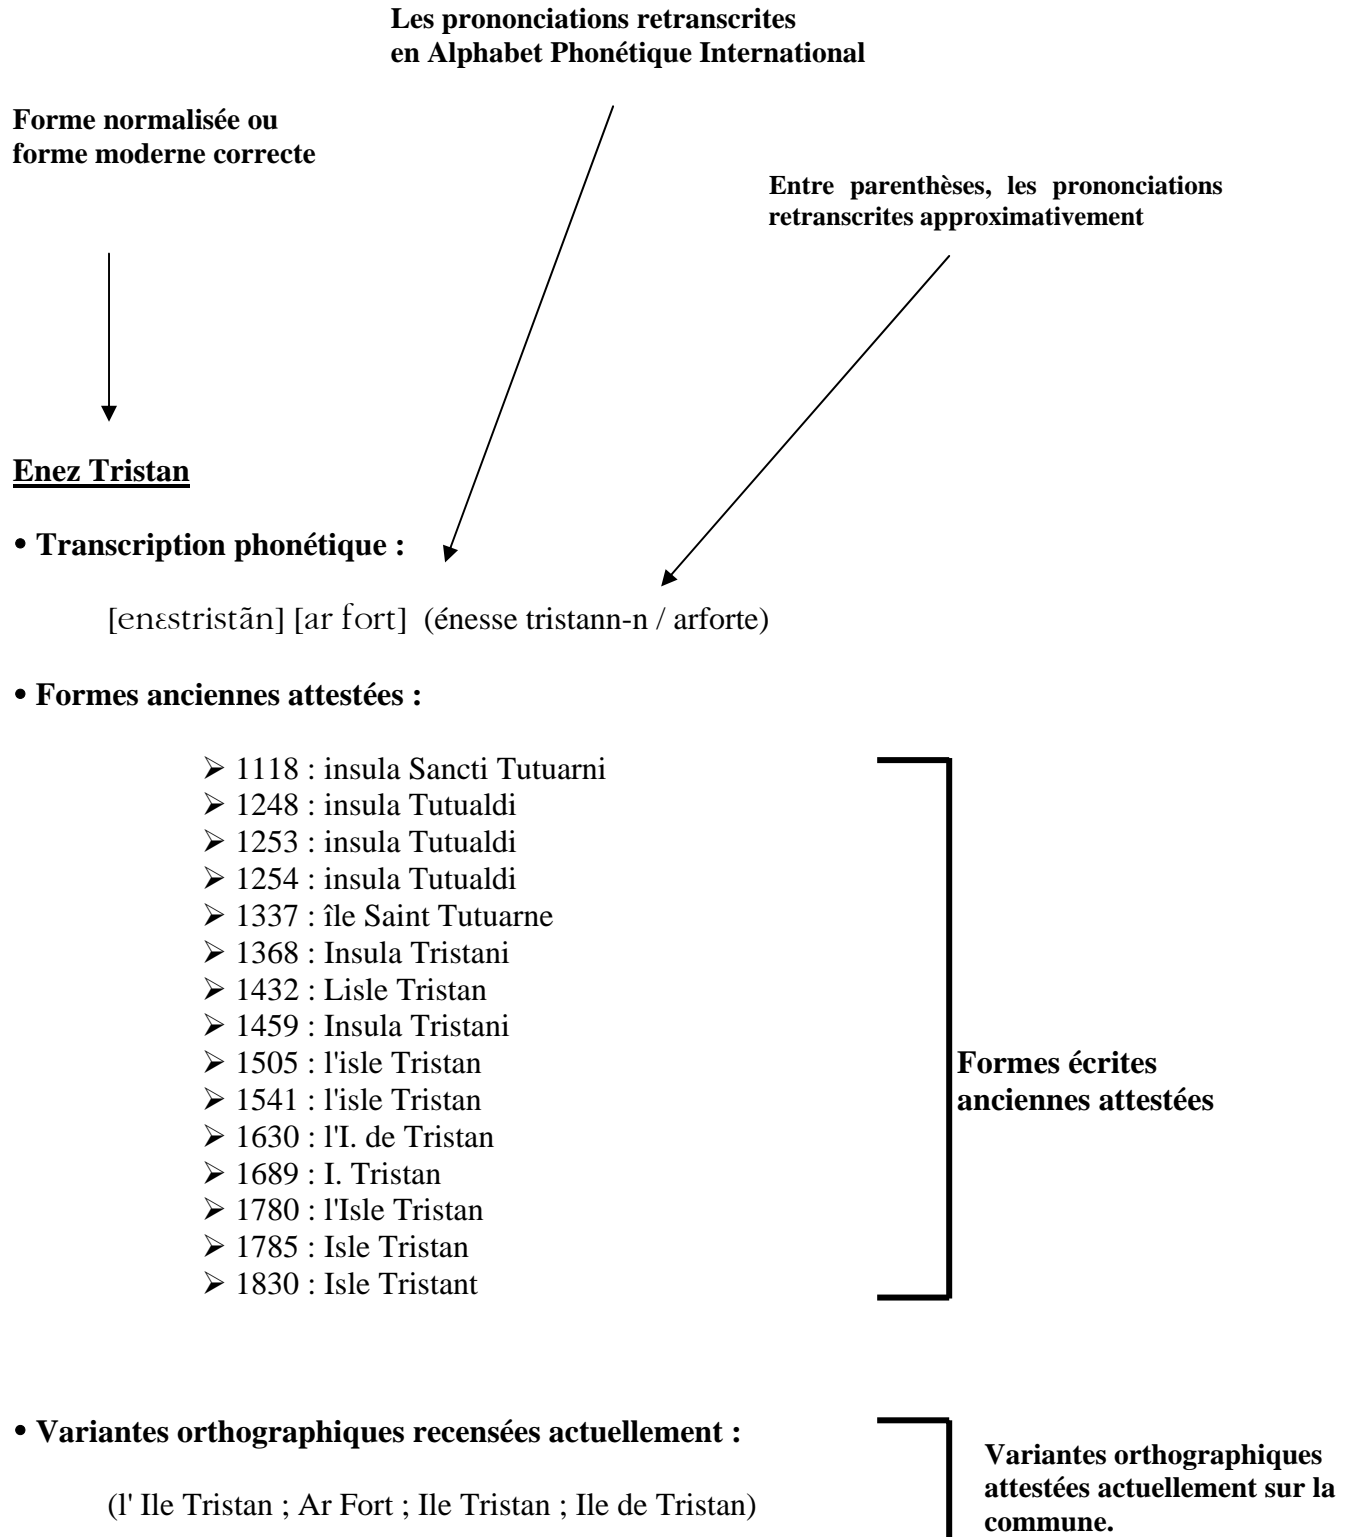 Les prononciations retranscrites
en Alphabet Phonétique International
Forme normalisée ou
forme moderne correcte
Entre parenthèses, les prononciations
retranscrites approximativement
Enez Tristan
• Transcription phonétique :
[enɛstristãn] [ar fort] (énesse tristann-n / arforte)
• Formes anciennes attestées :
➢ 1118 : insula Sancti Tutuarni
➢ 1248 : insula Tutualdi
➢ 1253 : insula Tutualdi
➢ 1254 : insula Tutualdi
➢ 1337 : île Saint Tutuarne
➢ 1368 : Insula Tristani
➢ 1432 : Lisle Tristan
➢ 1459 : Insula Tristani
➢ 1505 : l'isle Tristan
➢ 1541 : l'isle Tristan
➢ 1630 : l'I. de Tristan
➢ 1689 : I. Tristan
➢ 1780 : l'Isle Tristan
➢ 1785 : Isle Tristan
➢ 1830 : Isle Tristant
Formes écrites
anciennes attestées
• Variantes orthographiques recensées actuellement :
(l' Ile Tristan ; Ar Fort ; Ile Tristan ; Ile de Tristan)
Variantes orthographiques
attestées actuellement sur la
commune.